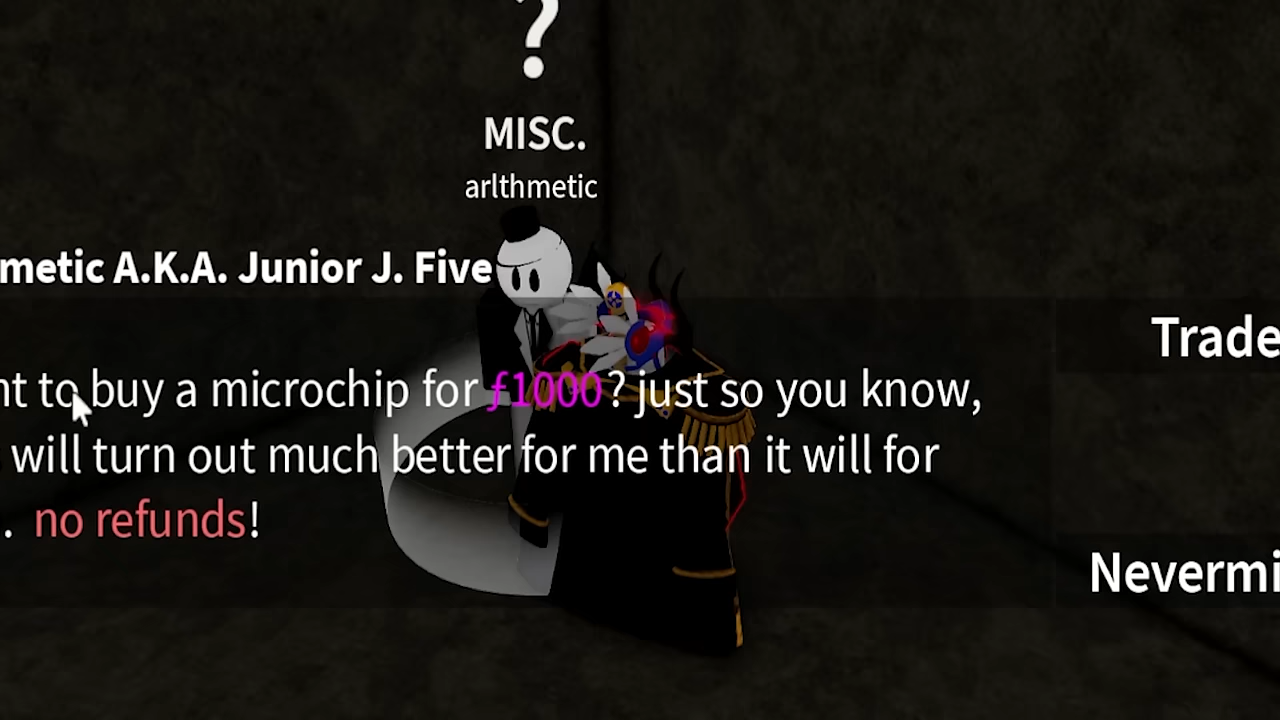 ?
MISC.
arlthmetic
metic A.K.A. Junior J. Five
Trade
nt to buy a microchip for ƒ1000? just so you know,
will turn out much better for me than it will for
. no refunds!
Nevermi